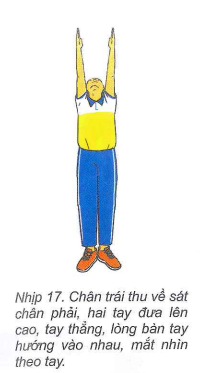 Nhịp 17. Chân trái thu về sát
chân phải, hai tay đưa lên
cao, tay thẳng, lòng bàn tay
hướng vào nhau, mắt nhìn
theo tay.